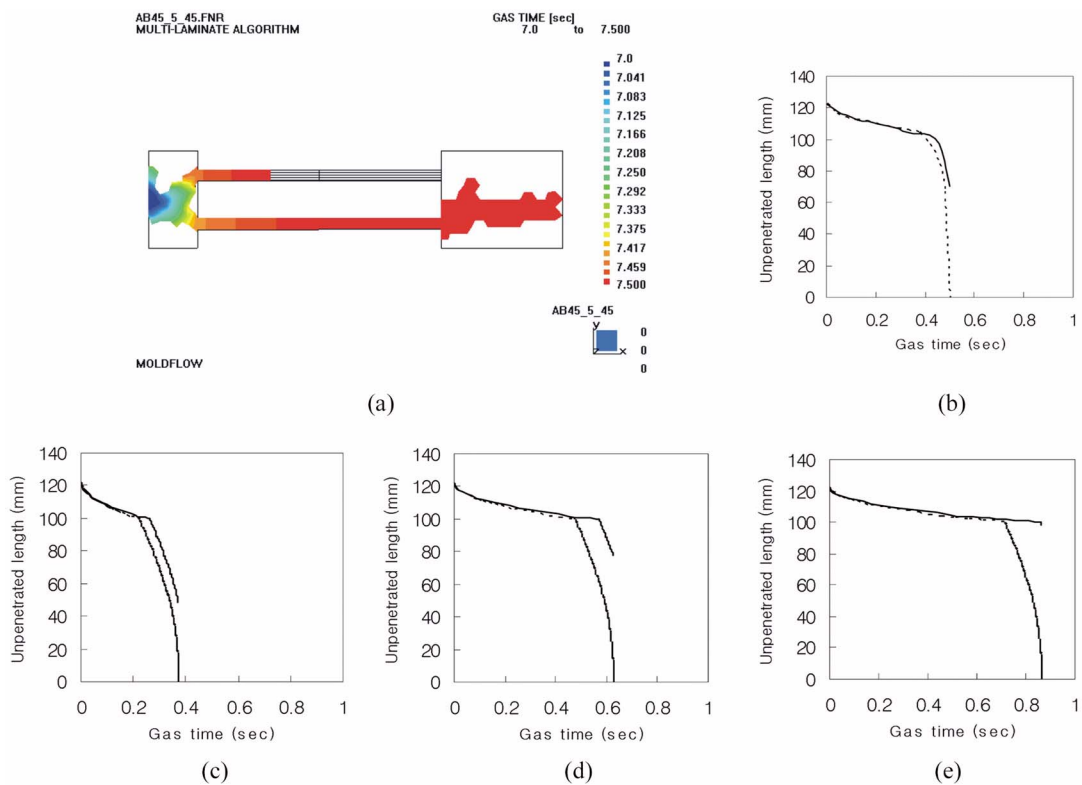 AB45_5_45.FNR
MULTI-LAMINATE ALGORITHM
GAS TIME [sec]
7.0 to 7.500
7.0
7.041
7.083
7.125
7.166
7.208
7.250
7.292
7.333
7.375
7.417
7.459
7.500
AB45_5_45
y
z x
0
0
0
MOLDFLOW
(a)
Unpenetrated length (mm)
140
120
100
80
60
40
20
0
0 0.2 0.4 0.6 0.8 1
Gas time (sec)
(b)
Unpenetrated length (mm)
140
120
100
80
60
40
20
0
0 0.2 0.4 0.6 0.8 1
Gas time (sec)
(c)
Unpenetrated length (mm)
140
120
100
80
60
40
20
0
0 0.2 0.4 0.6 0.8 1
Gas time (sec)
(d)
Unpenetrated length (mm)
140
120
100
80
60
40
20
0
0 0.2 0.4 0.6 0.8 1
Gas time (sec)
(e)